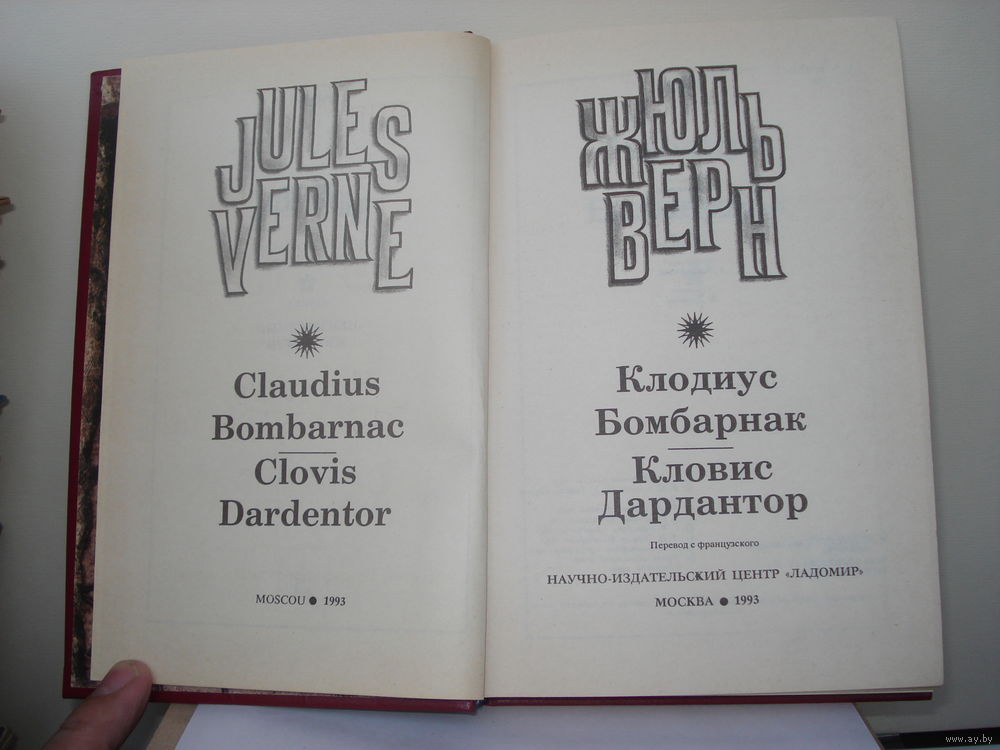 JULES
VERNE
Claudius
Bombarnac
Clovis
Dardentor
MOSCOU ● 1993
ЖЮЛЬ
ВЕРН
Клодиус
Бомбарнак
Кловис
Дардантор
Перевод с французского
НАУЧНО-ИЗДАТЕЛЬСКИЙ ЦЕНТР «ЛАДОМИР»
МОСКВА ● 1993
www.ay.by